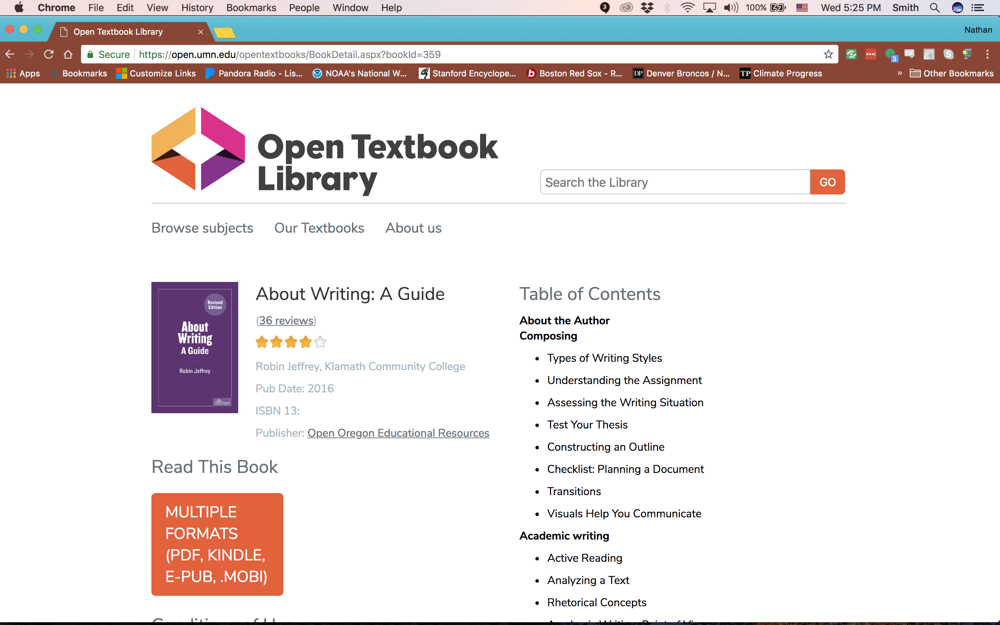 Chrome File Edit View History Bookmarks People Window Help 3 100% Wed 5:25 PM Smith
Open Textbook Library Nathan
Secure https://open.umn.edu/opentextbooks/BookDetail.aspx?bookId=359 CSS 3 S
Apps Bookmarks Customize Links Pandora Radio - Lis... NOAA's National W... Stanford Encyclope... b Boston Red Sox - R... DP Denver Broncos / N... TP Climate Progress » Other Bookmarks
Open Textbook
Library
Search the Library GO
Browse subjects Our Textbooks About us
Revised
Edition
About
Writing
A Guide
Robin Jeffrey
OpenOregon
About Writing: A Guide
(36 reviews)
Robin Jeffrey, Klamath Community College
Pub Date: 2016
ISBN 13:
Publisher: Open Oregon Educational Resources
Read This Book
MULTIPLE
FORMATS
(PDF, KINDLE,
E-PUB, .MOBI)
Table of Contents
About the Author
Composing
• Types of Writing Styles
• Understanding the Assignment
• Assessing the Writing Situation
• Test Your Thesis
• Constructing an Outline
• Checklist: Planning a Document
• Transitions
• Visuals Help You Communicate
Academic writing
• Active Reading
• Analyzing a Text
• Rhetorical Concepts